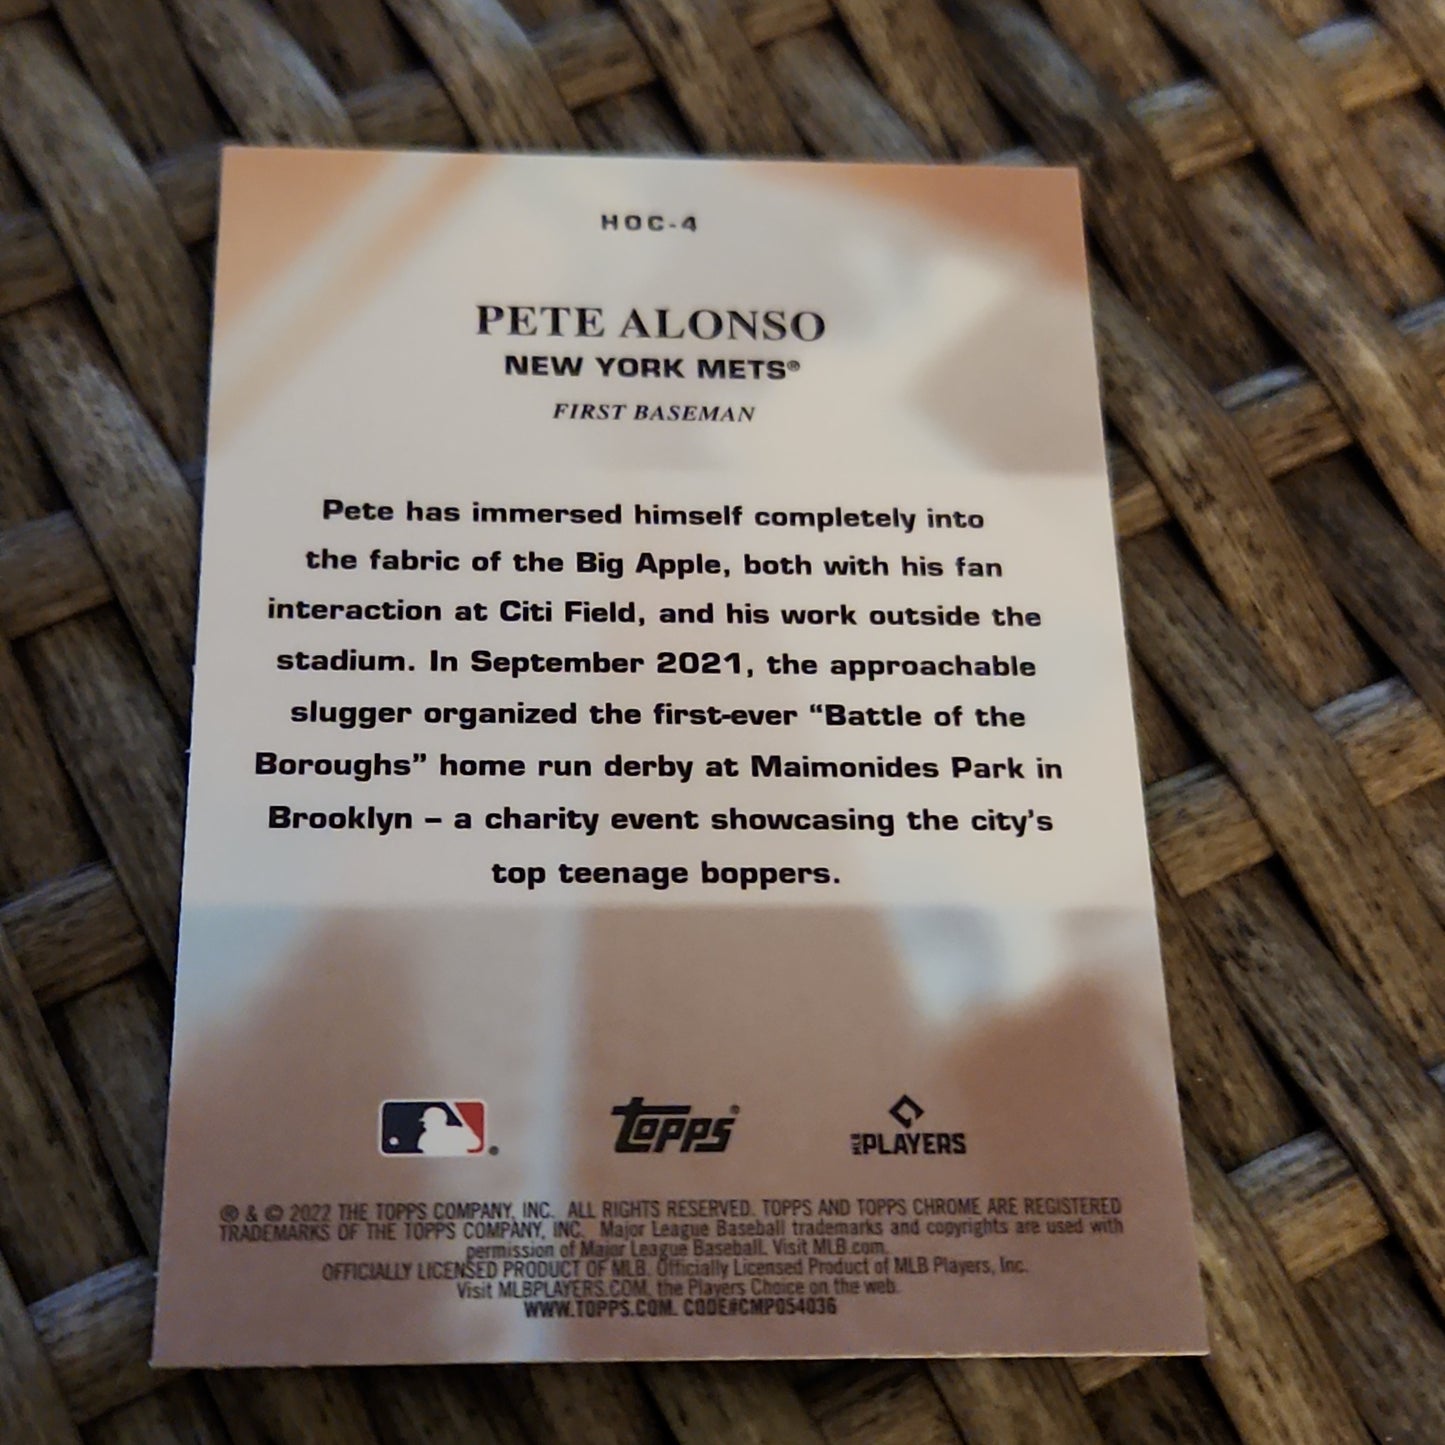 HOC-4
PETE ALONSO
NEW YORK METS®
FIRST BASEMAN
Pete has immersed himself completely into
the fabric of the Big Apple, both with his fan
interaction at Citi Field, and his work outside the
stadium. In September 2021, the approachable
slugger organized the first-ever “Battle of the
Boroughs” home run derby at Maimonides Park in
Brooklyn – a charity event showcasing the city’s
top teenage boppers.
topps®
MLB PLAYERS
® & © 2022 THE TOPPS COMPANY, INC. ALL RIGHTS RESERVED. TOPPS AND TOPPS CHROME ARE REGISTERED
TRADEMARKS OF THE TOPPS COMPANY, INC. Major League Baseball trademarks and copyrights are used with
permission of Major League Baseball. Visit MLB.com.
OFFICIALLY LICENSED PRODUCT OF MLB. Officially Licensed Product of MLB Players, Inc.
Visit MLBPLAYERS.COM, the Players Choice on the web.
WWW.TOPPS.COM. CODE#CMP054036